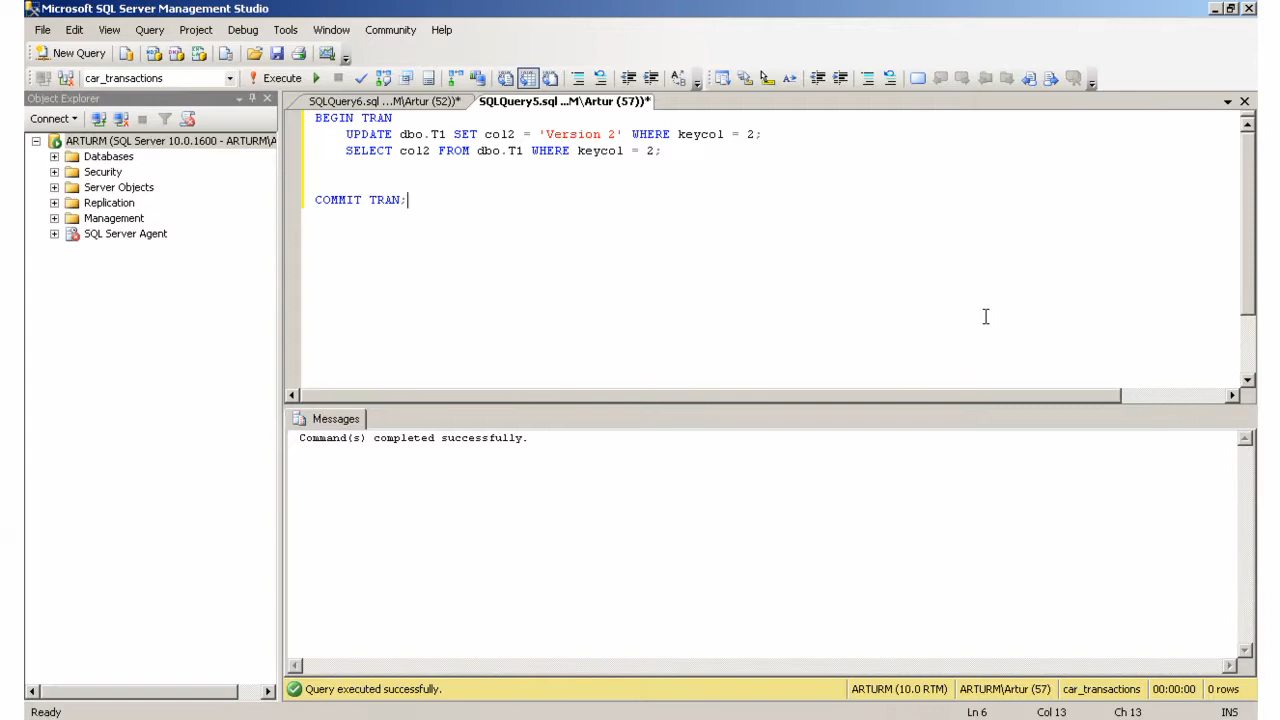 Microsoft SQL Server Management Studio
File Edit View Query Project Debug Tools Window Community Help
New Query
car_transactions Execute
Object Explorer
SQLQuery6.sql ...M\Artur (52))* SQLQuery5.sql ...M\Artur (57))*
Connect
ARTURM (SQL Server 10.0.1600 - ARTURM\A
Databases
Security
Server Objects
Replication
Management
SQL Server Agent
BEGIN TRAN
UPDATE dbo.T1 SET col2 = 'Version 2' WHERE keycol = 2;
SELECT col2 FROM dbo.T1 WHERE keycol = 2;
COMMIT TRAN;
Messages
Command(s) completed successfully.
Query executed successfully. ARTURM (10.0 RTM) ARTURM\Artur (57) car_transactions 00:00:00 0 rows
Ready Ln 6 Col 13 Ch 13 INS